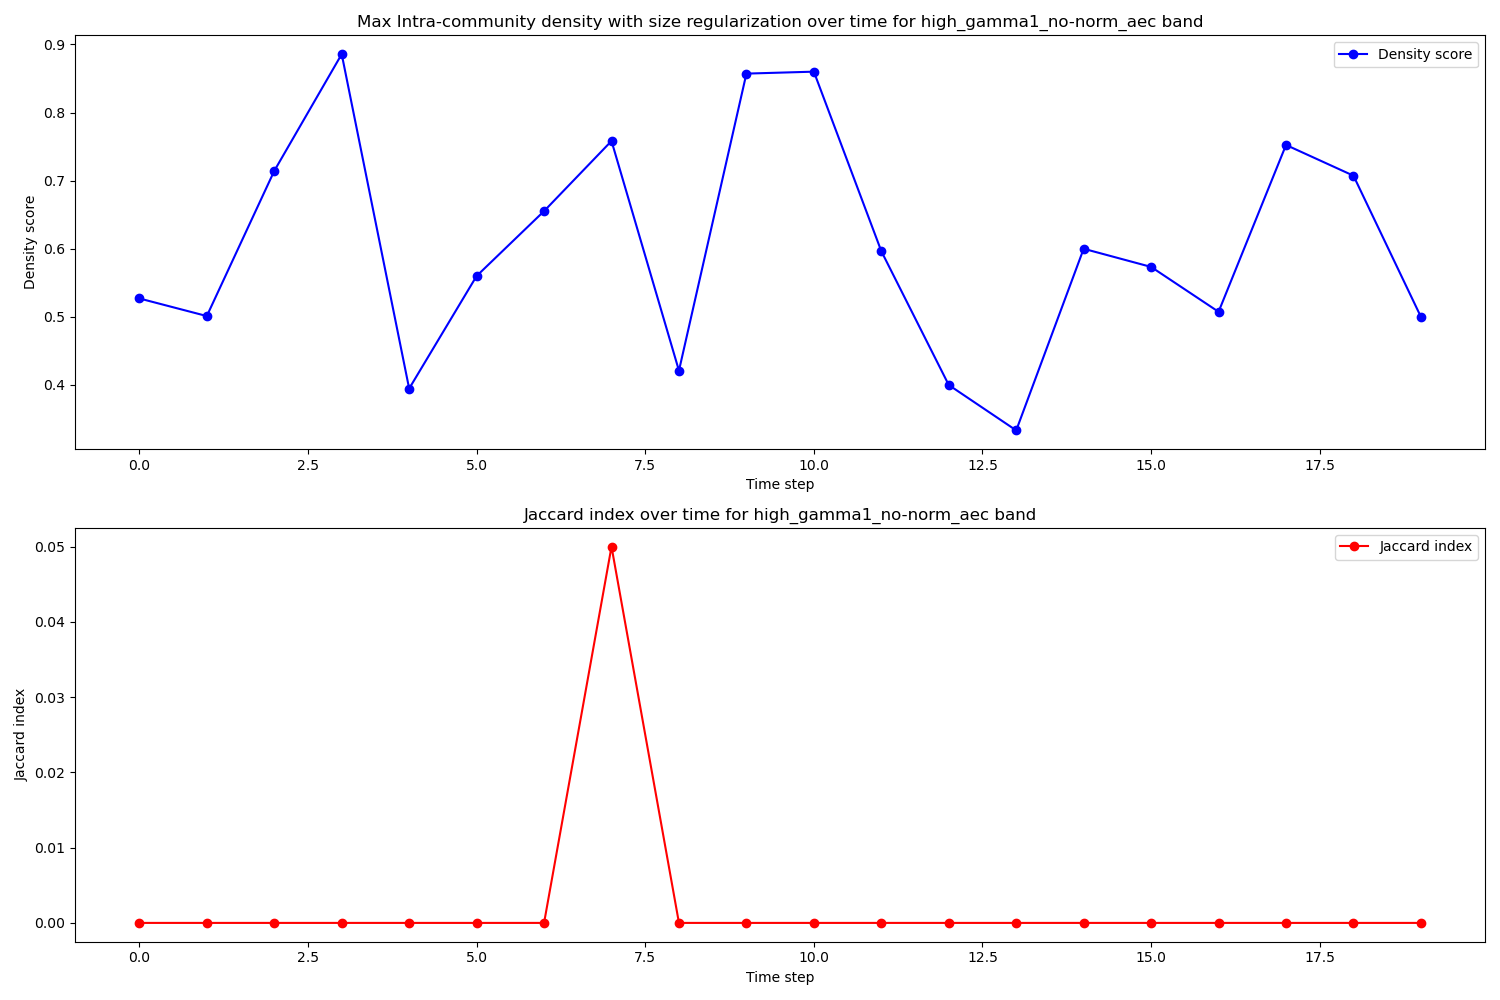 Max Intra-community density with size regularization over time for high_gamma1_no-norm_aec band
Density score
Density score
0.9
0.8
0.7
0.6
0.5
0.4
0.0 2.5 5.0 7.5 10.0 12.5 15.0 17.5
Time step
Jaccard index over time for high_gamma1_no-norm_aec band
Jaccard index
Jaccard index
0.05
0.04
0.03
0.02
0.01
0.00
0.0 2.5 5.0 7.5 10.0 12.5 15.0 17.5
Time step